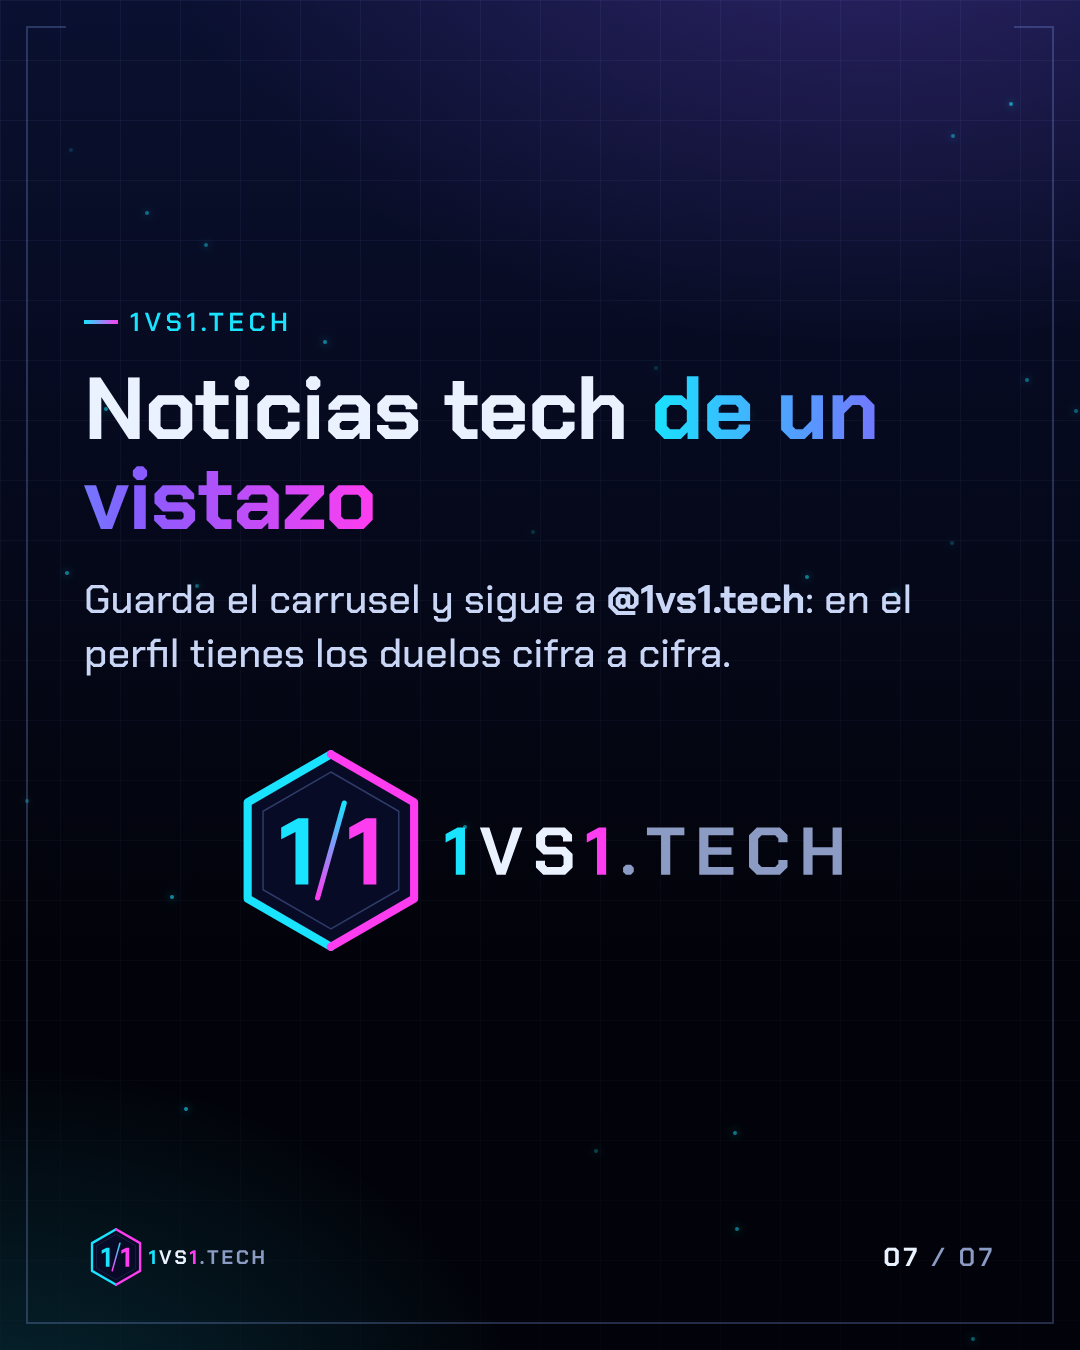 1VS1.TECH
Noticias tech de un
vistazo
Guarda el carrusel y sigue a @1vs1.tech: en el
perfil tienes los duelos cifra a cifra.
1/1 1VS1.TECH
1/1 1VS1.TECH
07 / 07